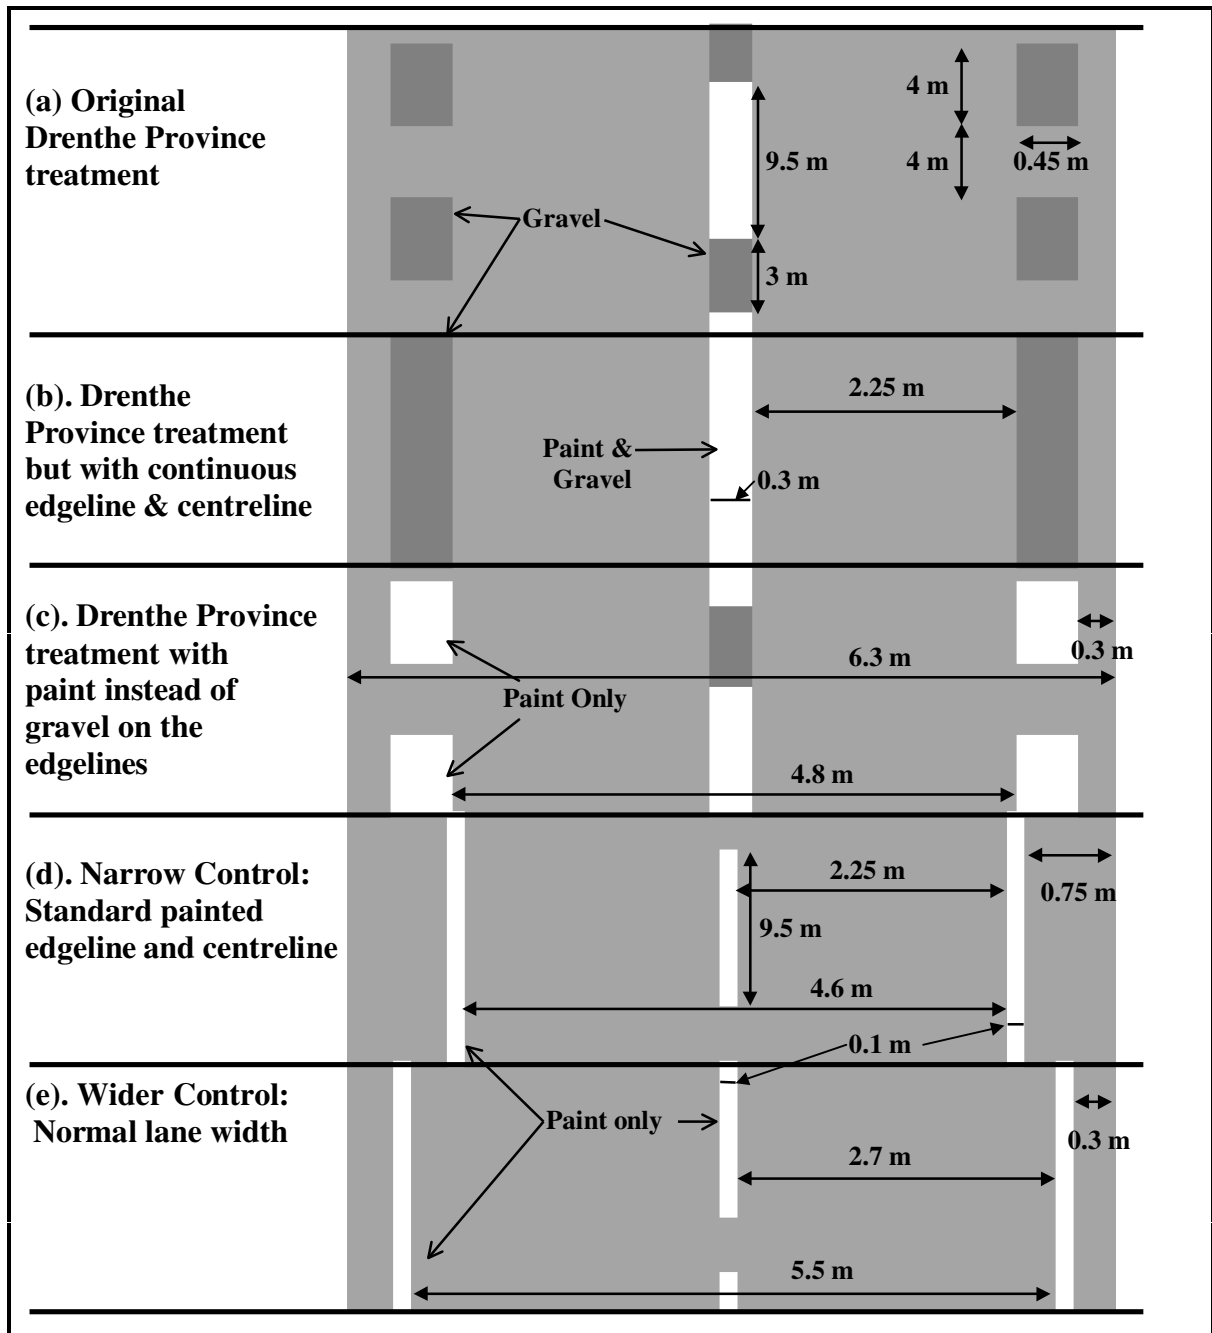 (a) Original
Drenthe Province
treatment
4 m
9.5 m
4 m
0.45 m
Gravel
3 m
(b). Drenthe
Province treatment
but with continuous
edgeline & centreline
2.25 m
Paint &
Gravel
0.3 m
(c). Drenthe Province
treatment with
paint instead of
gravel on the
edgelines
0.3 m
6.3 m
Paint Only
4.8 m
(d). Narrow Control:
Standard painted
edgeline and centreline
2.25 m
0.75 m
9.5 m
4.6 m
0.1 m
(e). Wider Control:
Normal lane width
Paint only
0.3 m
2.7 m
5.5 m